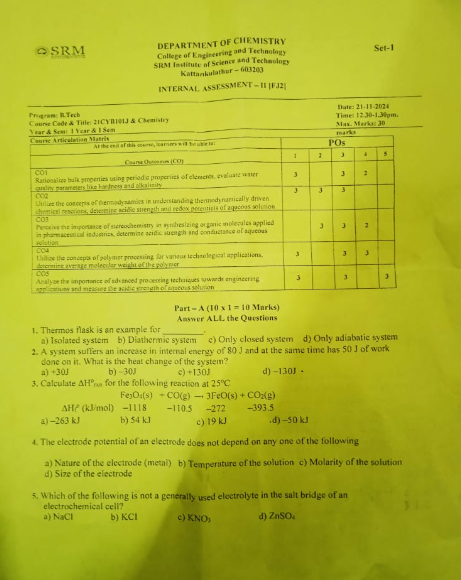 SRM
DEPARTMENT OF CHEMISTRY
College of Engineering and Technology
SRM Institute of Science and Technology
Kattankulathur – 603203
Set-1
INTERNAL ASSESSMENT – II [FJ2]
Program: B.Tech
Date: 21-11-2024
Course Code & Title: 21CYB101J & Chemistry
Time: 12.30-1.30pm.
Year & Sem: I Year & I Sem
Max. Marks: 30
Course Articulation Matrix
marks
At the end of this course, learners will be able to:
POs
Course Outcomes (CO)
1 2 3 4 5
CO1
Rationalize bulk properties using periodic properties of elements, evaluate water
quality parameters like hardness and alkalinity
3 3 2
CO2
Utilize the concepts of thermodynamics in understanding thermodynamically driven
chemical reactions, determine acidic strength and redox potentials of aqueous solution
3 3 3
CO3
Perceive the importance of stereochemistry in synthesizing organic molecules applied
in pharmaceutical industries, determine acidic strength and conductance of aqueous
solution
3 3 2
CO4
Utilize the concepts of polymer processing for various technological applications,
determine average molecular weight of the polymer
3 3 3
CO5
Analyze the importance of advanced processing techniques towards engineering
applications and measure the acidic strength of aqueous solution
3 3 3
Part – A (10 x 1 = 10 Marks)
Answer ALL the Questions
1. Thermos flask is an example for ________.
a) Isolated system b) Diathermic system c) Only closed system d) Only adiabatic system
2. A system suffers an increase in internal energy of 80 J and at the same time has 50 J of work
done on it. What is the heat change of the system?
a) +30J b) -30J c) +130J d) -130J
3. Calculate ΔH°rxn for the following reaction at 25°C
Fe3O4(s) + CO(g) → 3FeO(s) + CO2(g)
ΔHf° (kJ/mol) −1118 −110.5 −272 −393.5
a) −263 kJ b) 54 kJ c) 19 kJ d) −50 kJ
4. The electrode potential of an electrode does not depend on any one of the following
a) Nature of the electrode (metal) b) Temperature of the solution c) Molarity of the solution
d) Size of the electrode
5. Which of the following is not a generally used electrolyte in the salt bridge of an
electrochemical cell?
a) NaCl b) KCl c) KNO3 d) ZnSO4